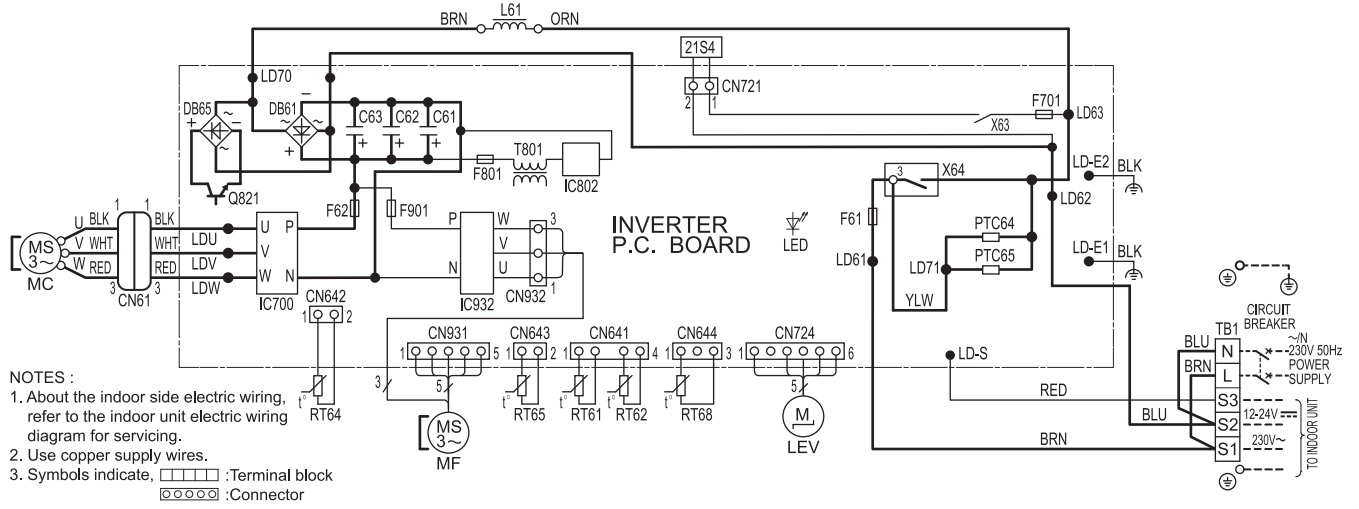 BRN L61 ORN
21S4
LD70
CN721
2 1
DB65 DB61
C63 C62 C61
F701
X63
LD63
T801
F801
IC802
Q821
F62 F901
INVERTER
P.C. BOARD
LED
3 X64
LD-E2 BLK
LD62
F61
PTC64
PTC65
LD61
LD71
LD-E1 BLK
YLW
MS
3~
MC
U BLK 1 1 BLK LDU U P
V WHT WHT LDV V
W RED 3 3 RED LDW W N
CN61
IC700
P W 3
V
N U 1
IC932 CN932
CN642
1 2
CN931
1 5
CN643
1 2
CN641
1 4
CN644
1 3
CN724
1 6
3
5
5
t° RT64
t° RT65
t° RT61
t° RT62
t° RT68
MS
3~
MF
M
LEV
LD-S
RED
BLU
BRN
CIRCUIT
BREAKER
TB1
BLU N
BRN L
S3
S2
S1
~/N
230V 50Hz
POWER
SUPPLY
12-24V
230V~
TO INDOOR UNIT
NOTES :
1. About the indoor side electric wiring,
refer to the indoor unit electric wiring
diagram for servicing.
2. Use copper supply wires.
3. Symbols indicate, :Terminal block
:Connector